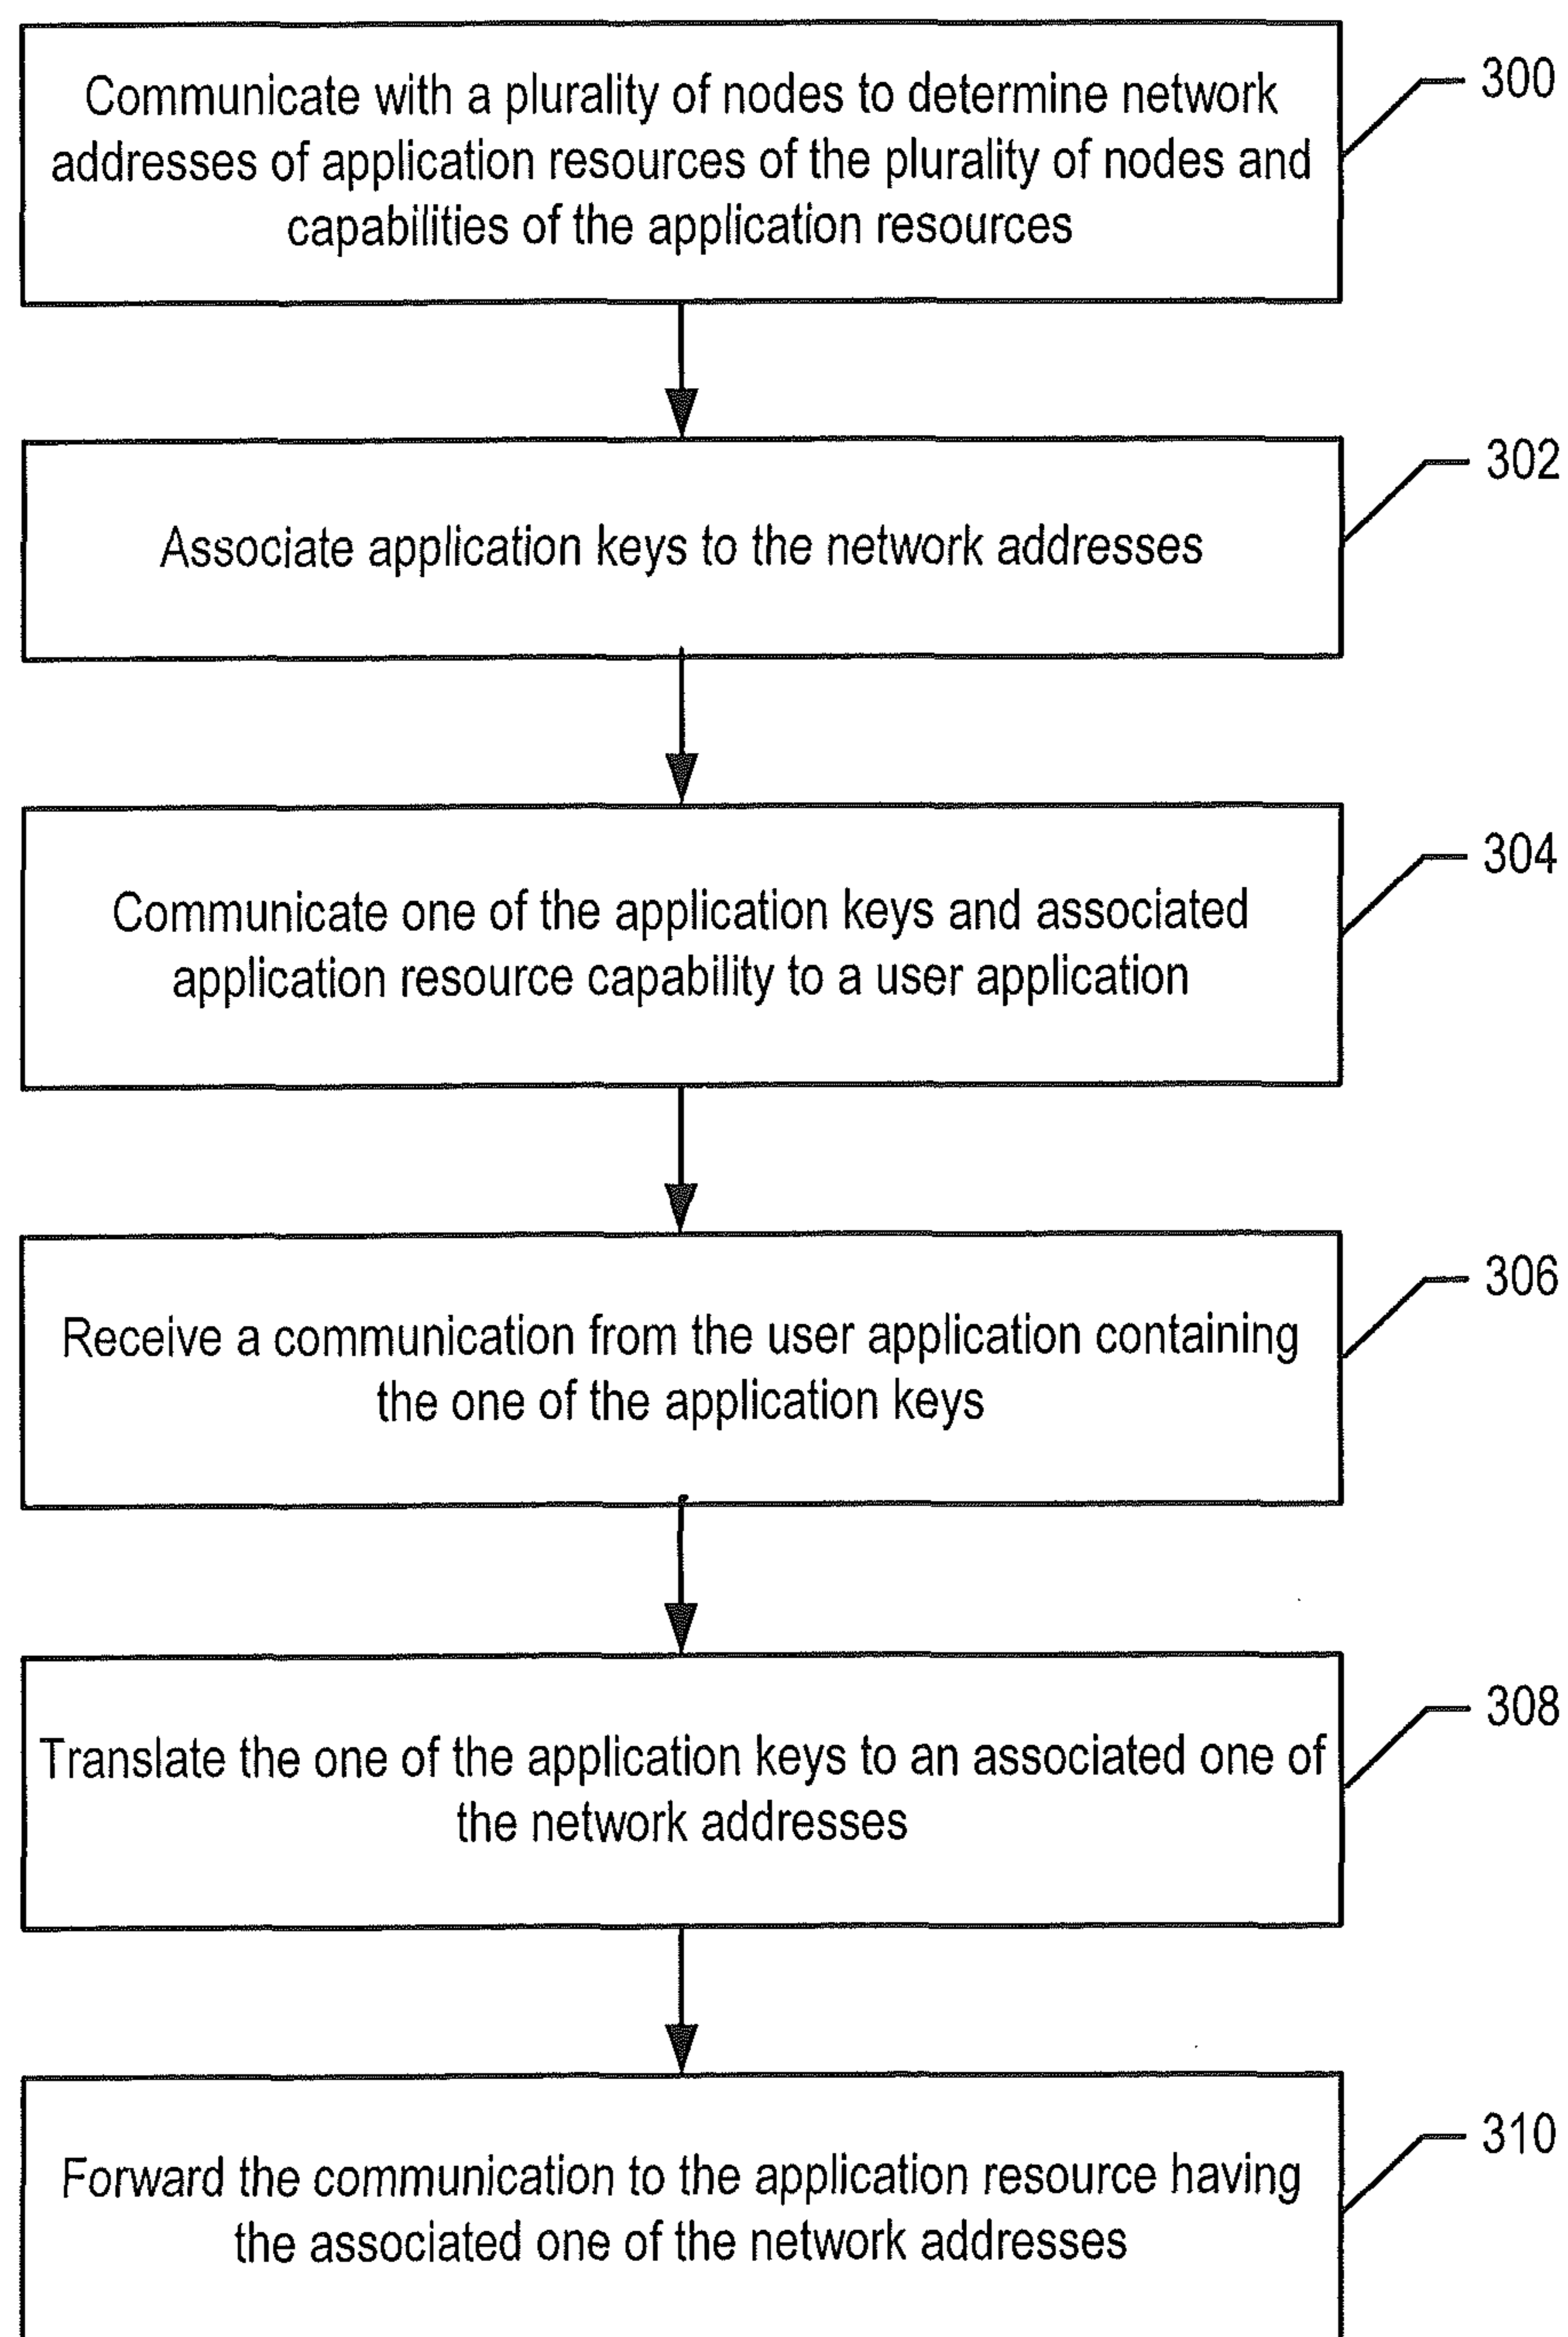 Communicate with a plurality of nodes to determine network
addresses of application resources of the plurality of nodes and
capabilities of the application resources
300
Associate application keys to the network addresses
302
Communicate one of the application keys and associated
application resource capability to a user application
304
Receive a communication from the user application containing
the one of the application keys
306
Translate the one of the application keys to an associated one of
the network addresses
308
Forward the communication to the application resource having
the associated one of the network addresses
310